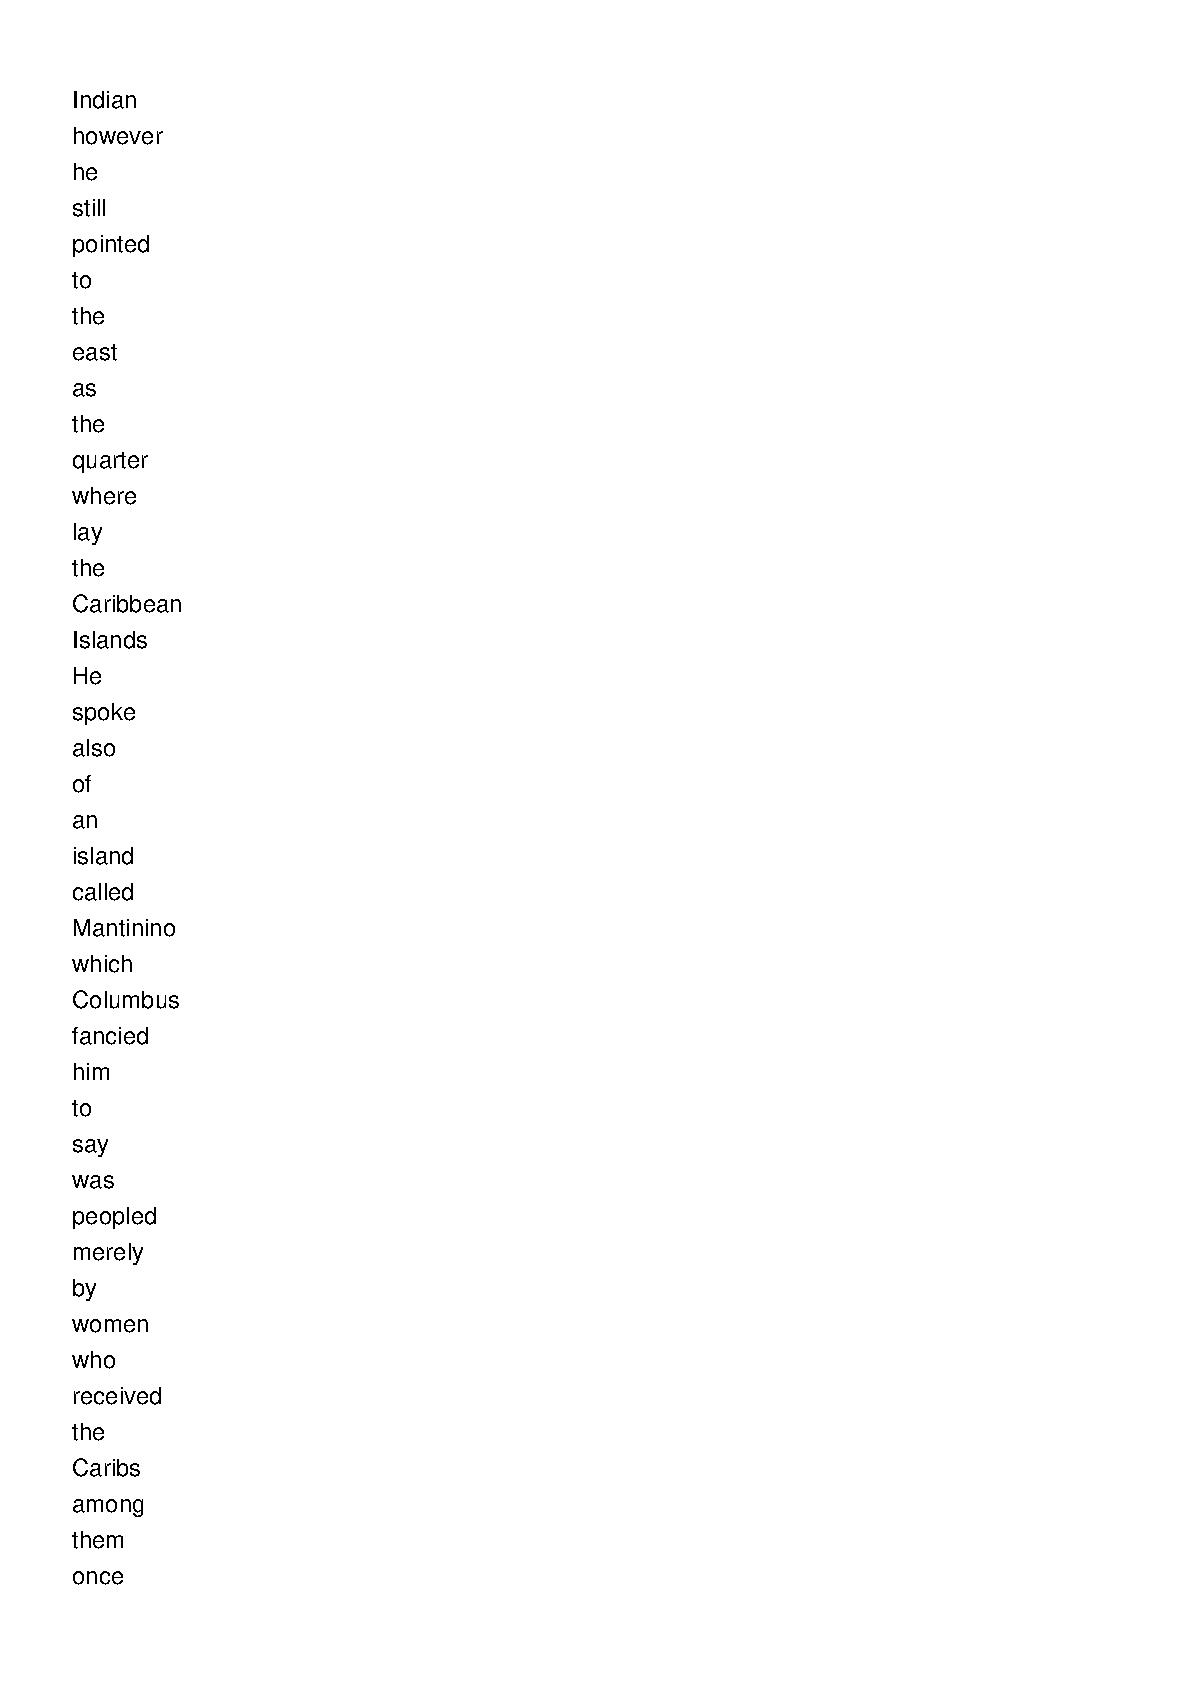 Indian
however
he
still
pointed
to
the
east
as
the
quarter
where
lay
the
Caribbean
Islands
He
spoke
also
of
an
island
called
Mantinino
which
Columbus
fancied
him
to
say
was
peopled
merely
by
women
who
received
the
Caribs
among
them
once